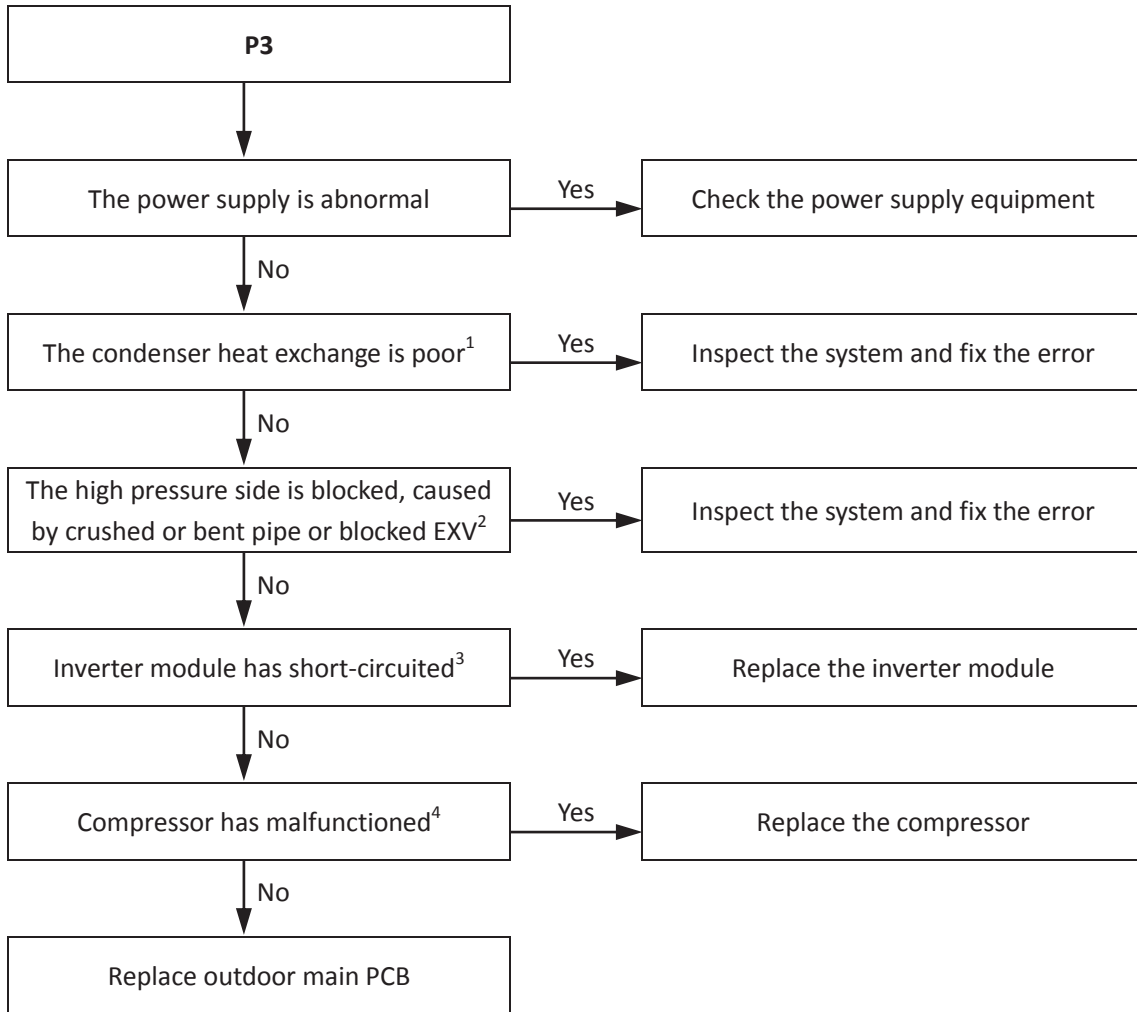 P3
The power supply is abnormal
Yes
Check the power supply equipment
No
The condenser heat exchange is poor1
Yes
Inspect the system and fix the error
No
The high pressure side is blocked, caused
by crushed or bent pipe or blocked EXV2
Yes
Inspect the system and fix the error
No
Inverter module has short-circuited3
Yes
Replace the inverter module
No
Compressor has malfunctioned4
Yes
Replace the compressor
No
Replace outdoor main PCB